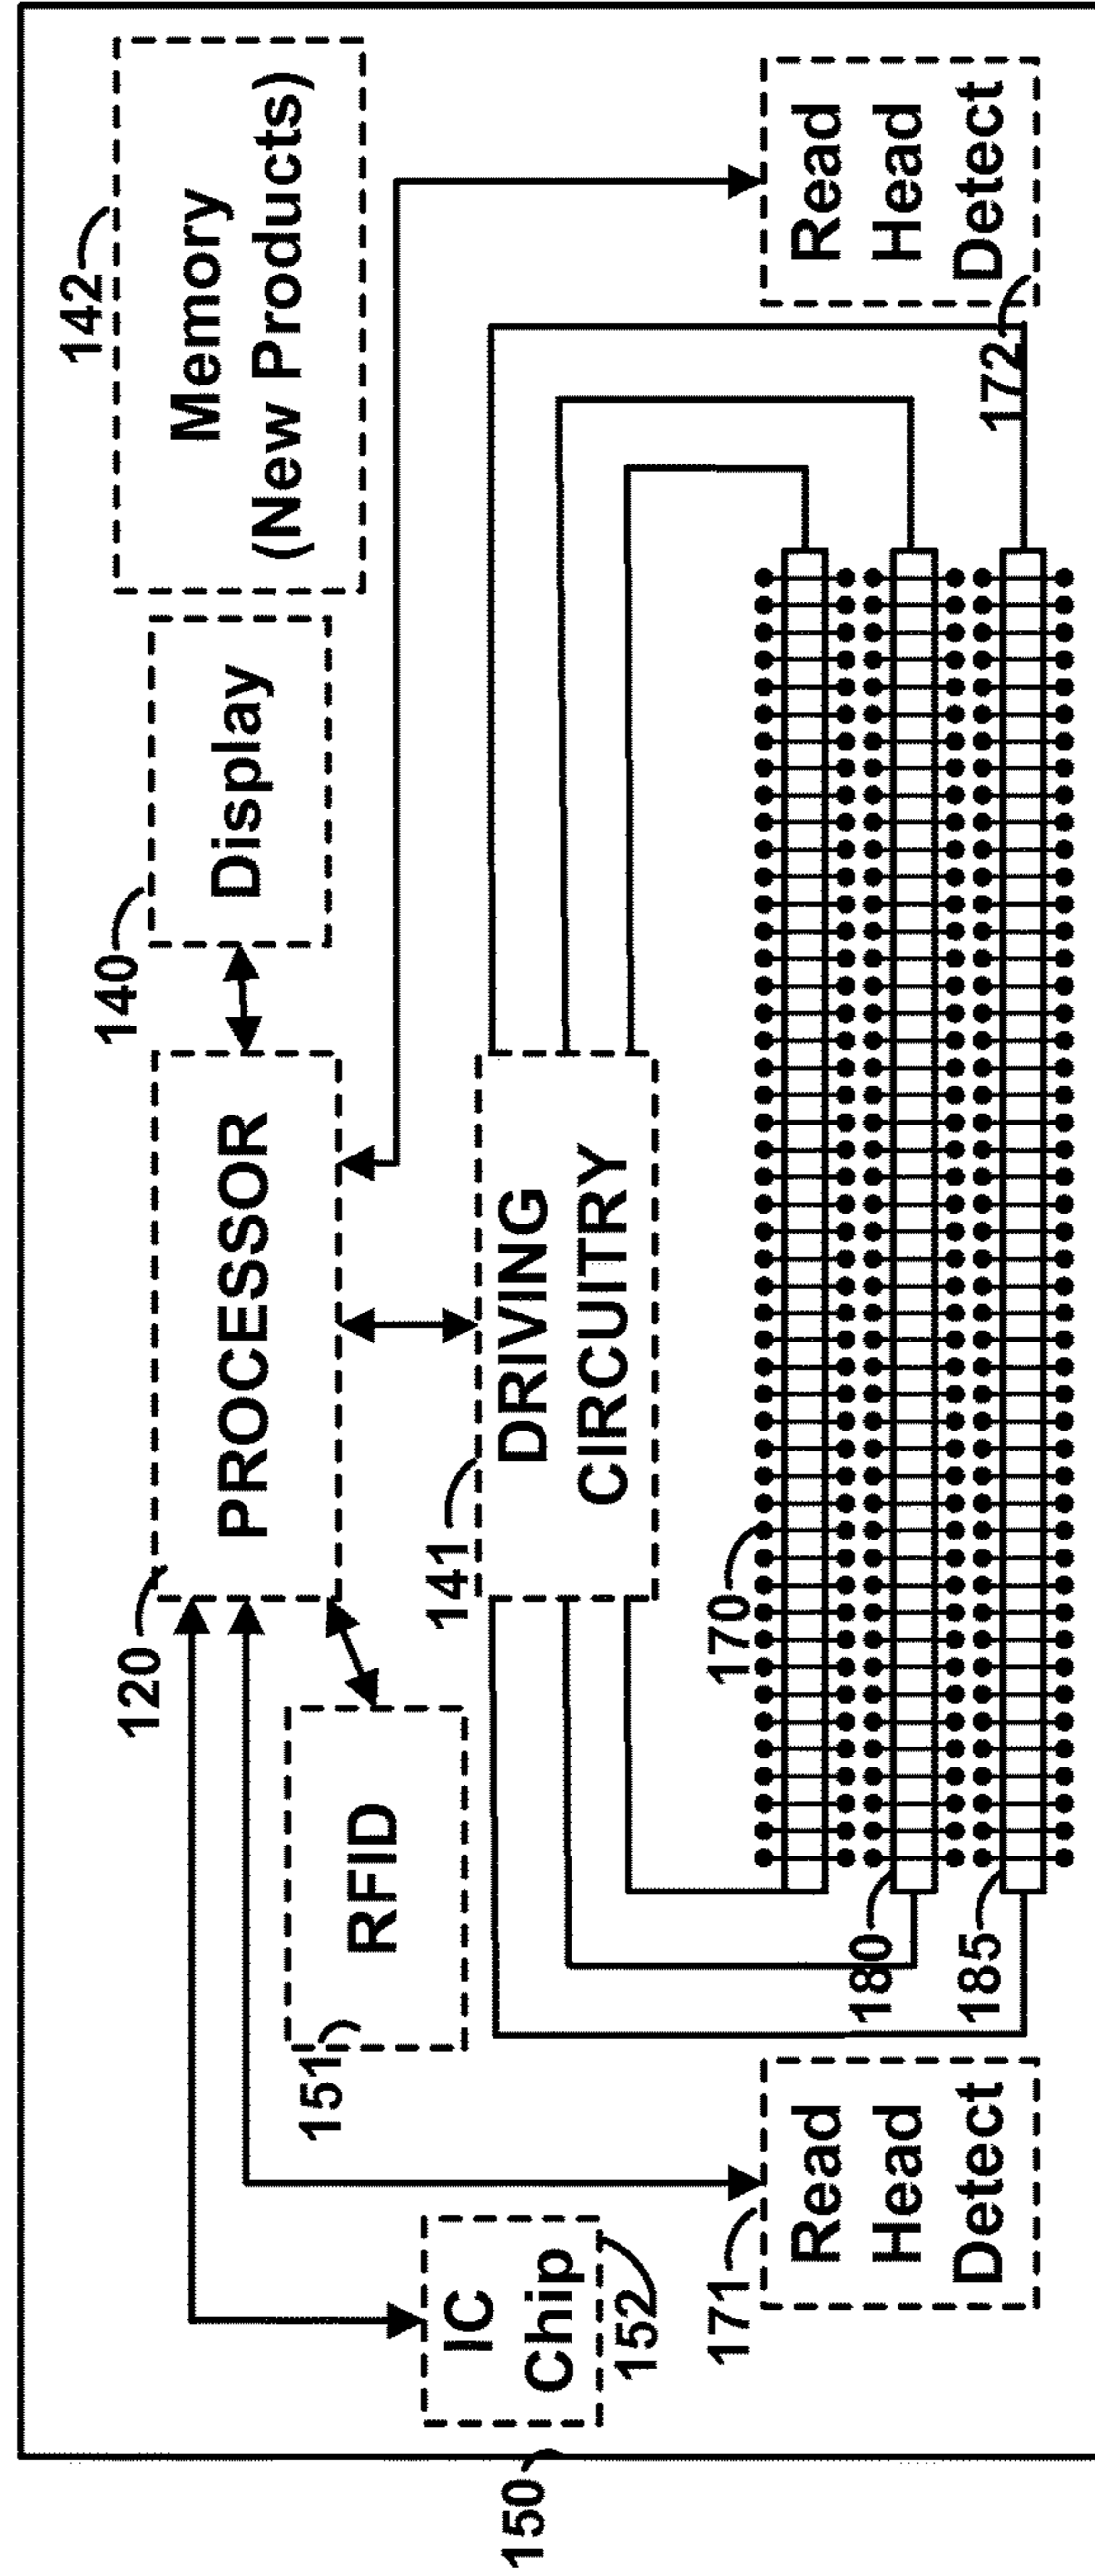 142
Memory
(New Products)
140
Display
120
PROCESSOR
151
RFID
IC
Chip
152
150
141
DRIVING
CIRCUITRY
171
Read
Head
Detect
170
180
185
Read
Head
Detect
172